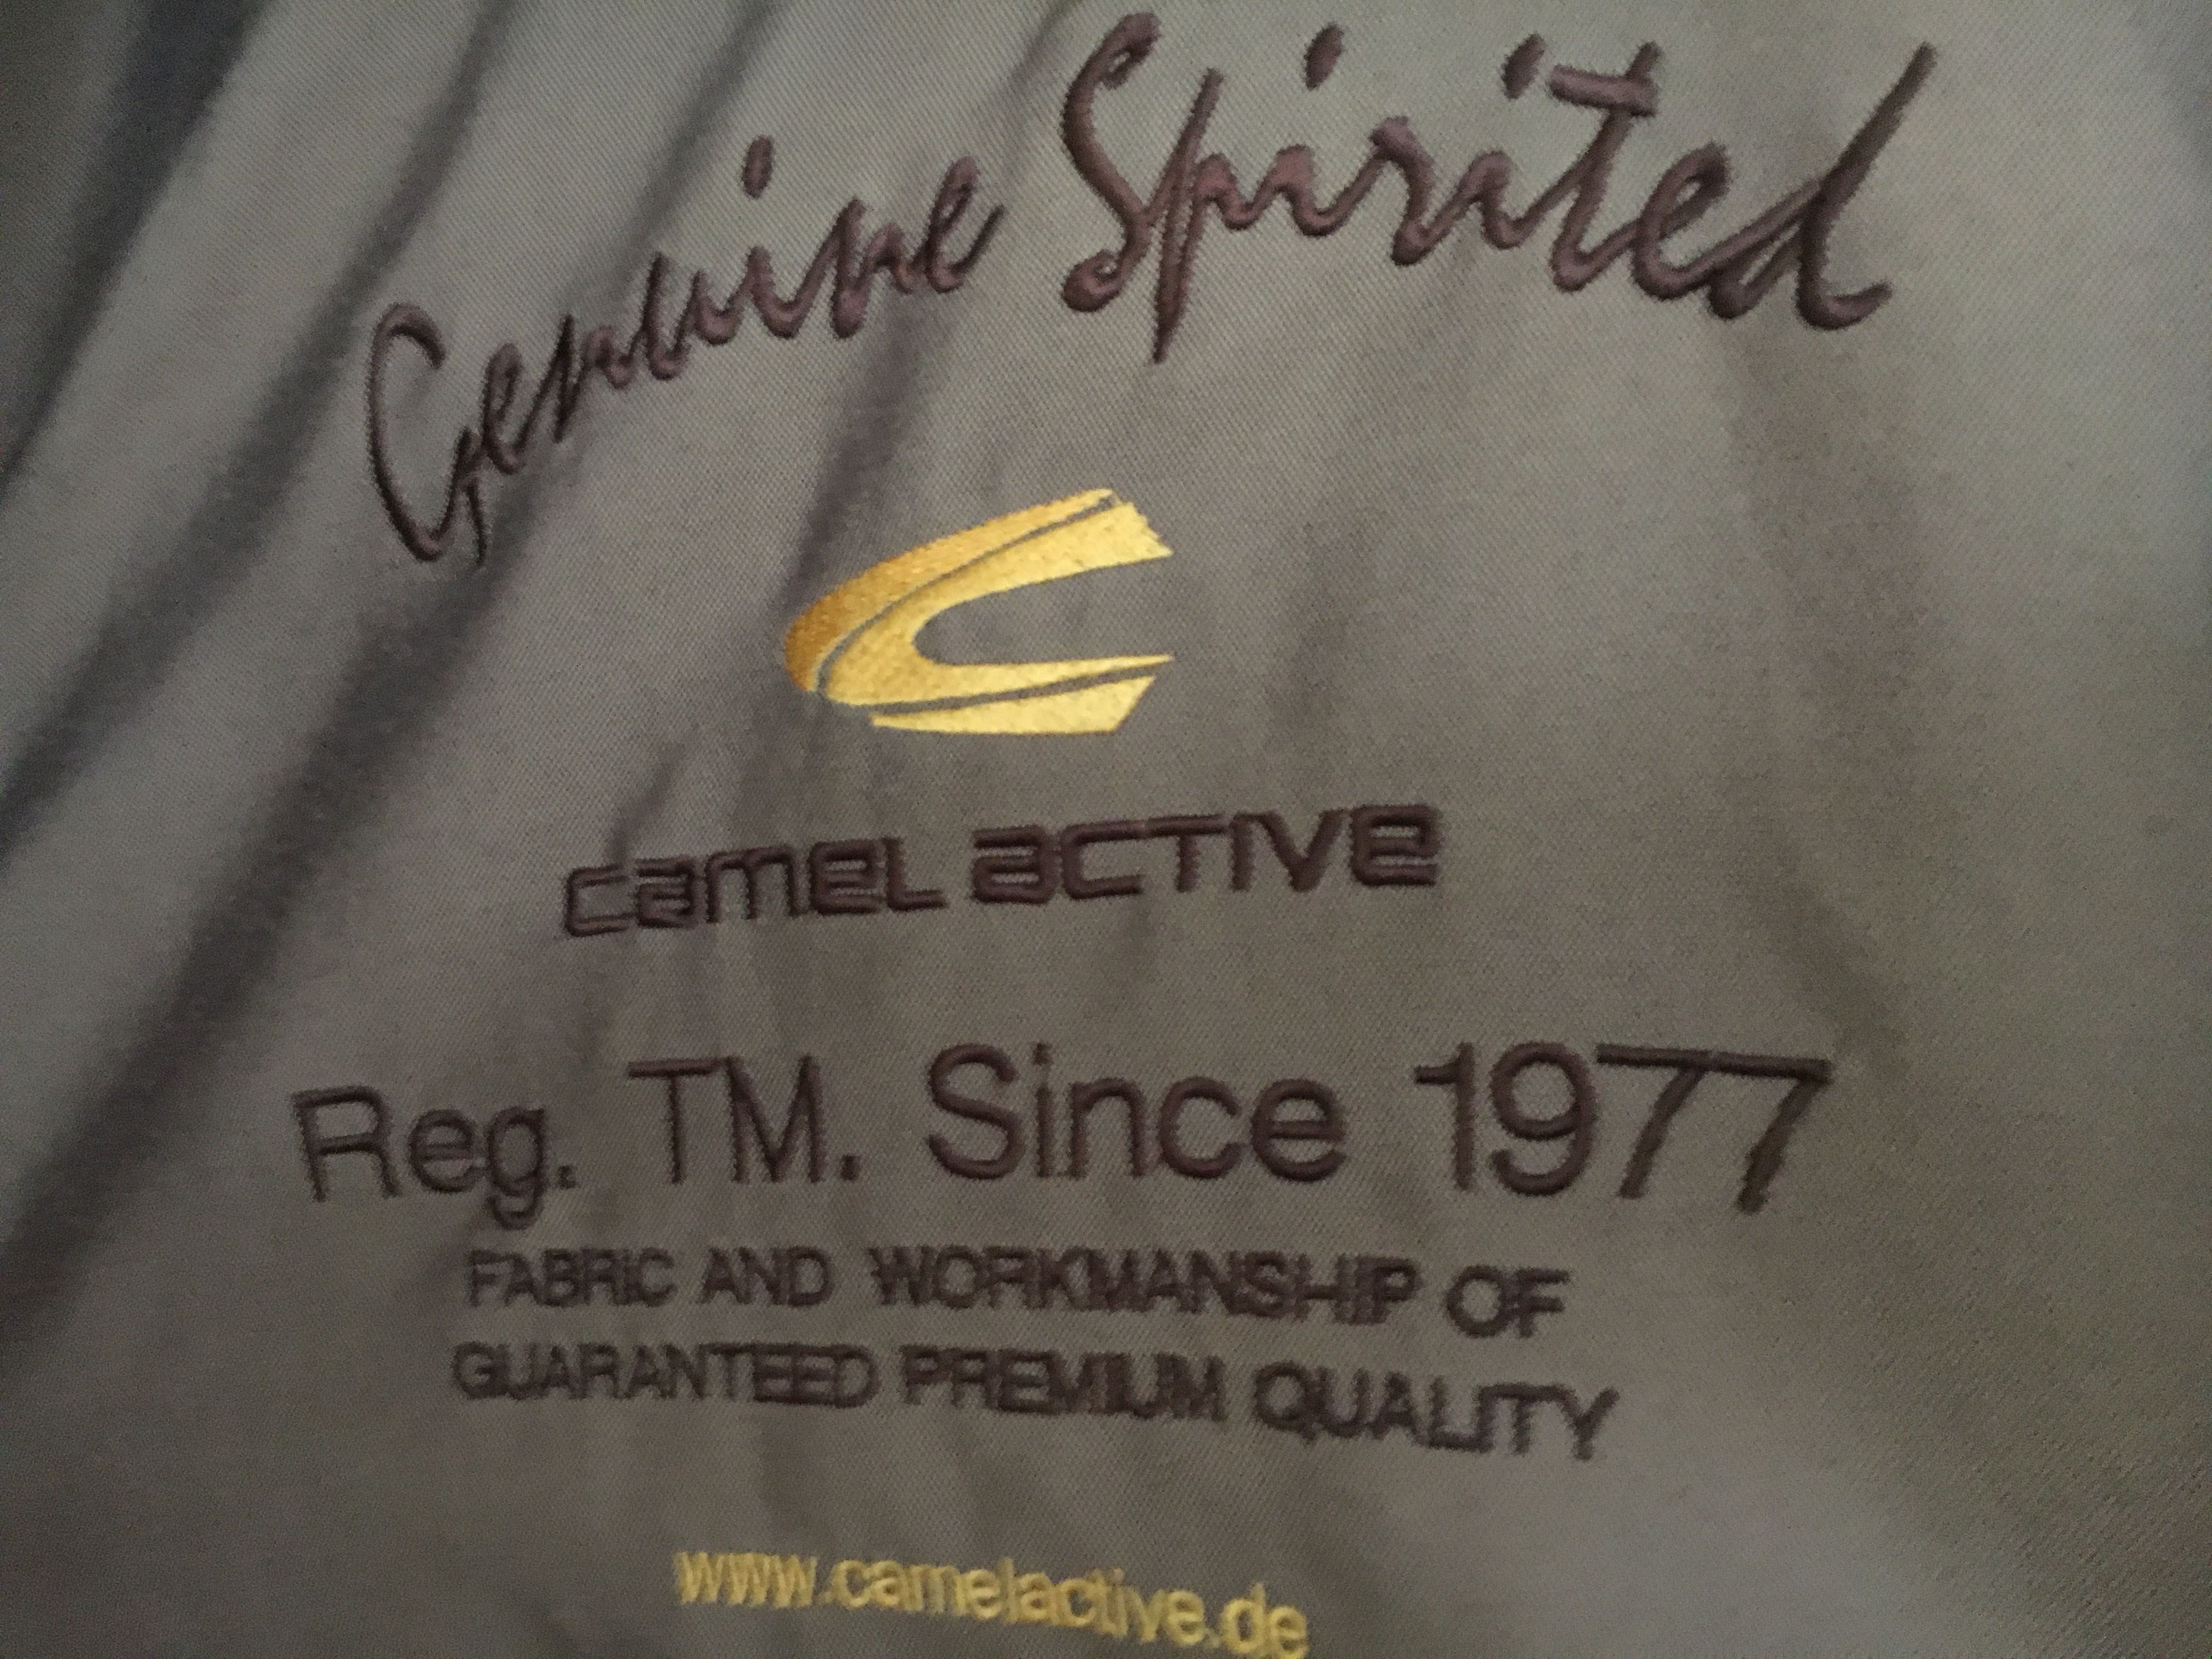 Genuine Spirited
camel active
Reg. TM. Since 1977
FABRIC AND WORKMANSHIP OF
GUARANTEED PREMIUM QUALITY
www.camelactive.de